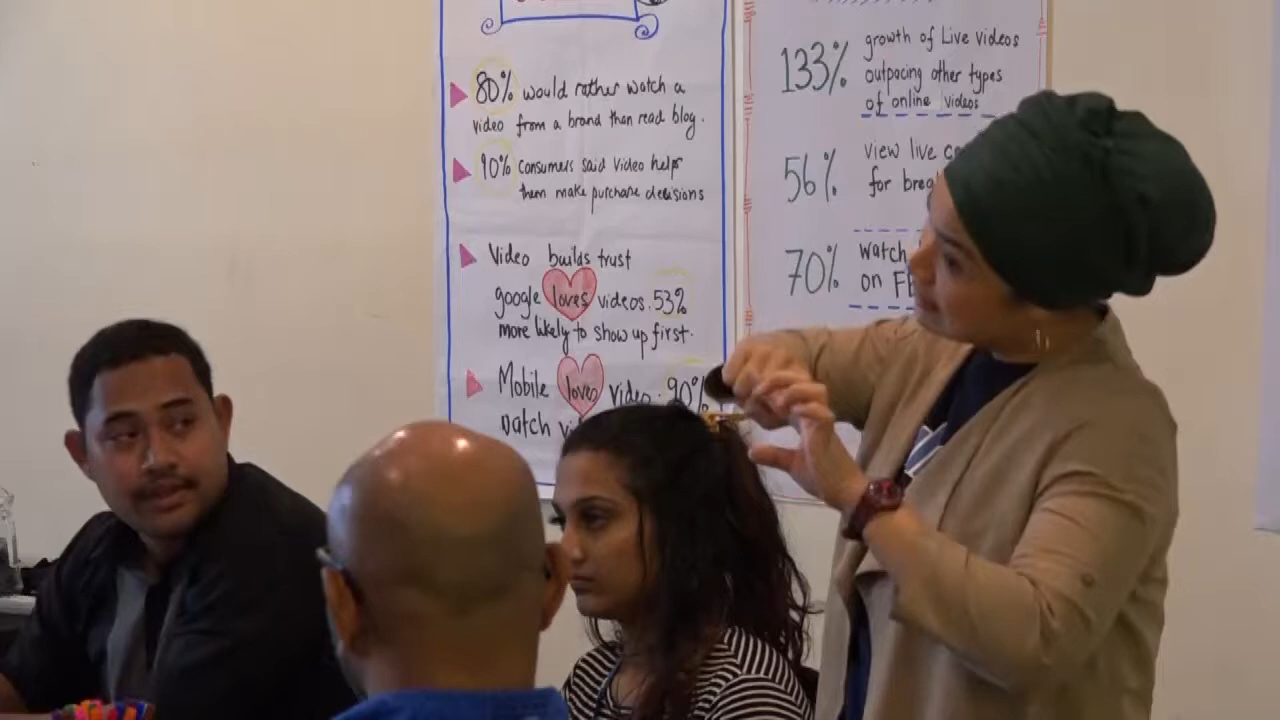 80% would rather watch a
video from a brand than read blog.
90% consumers said video help
them make purchase decisions
Video builds trust
google loves videos. 53%
more likely to show up first.
Mobile loves video. 90%
watch
133% growth of Live videos
outpacing other types
of online videos
56% view live
for
70% watch
on